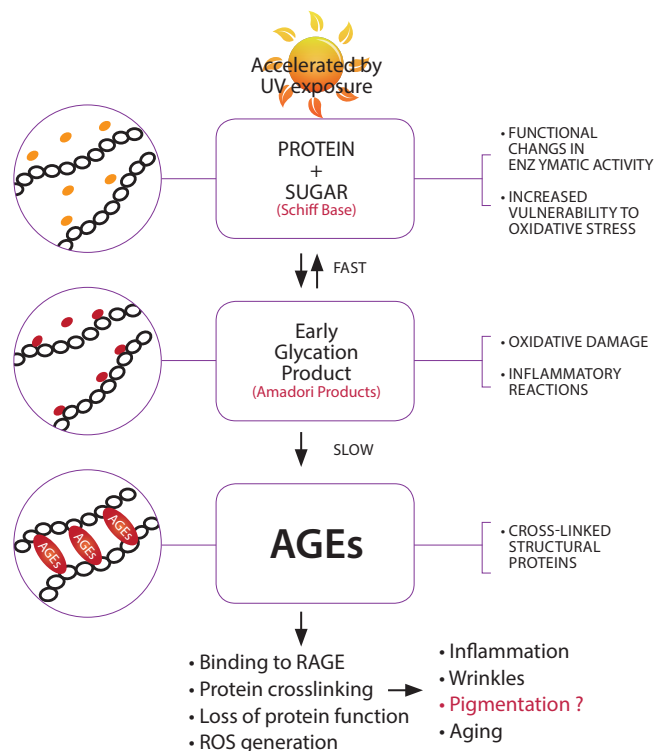 Accelerated by
UV exposure
PROTEIN
+
SUGAR
(Schiff Base)
• FUNCTIONAL
CHANGS IN
ENZ YMATIC ACTIVITY
• INCREASED
VULNERABILITY TO
OXIDATIVE STRESS
FAST
Early
Glycation
Product
(Amadori Products)
• OXIDATIVE DAMAGE
• INFLAMMATORY
REACTIONS
SLOW
AGEs
AGEs
AGEs
AGEs
• CROSS-LINKED
STRUCTURAL
PROTEINS
• Binding to RAGE
• Protein crosslinking
• Loss of protein function
• ROS generation
• Inflammation
• Wrinkles
• Pigmentation ?
• Aging